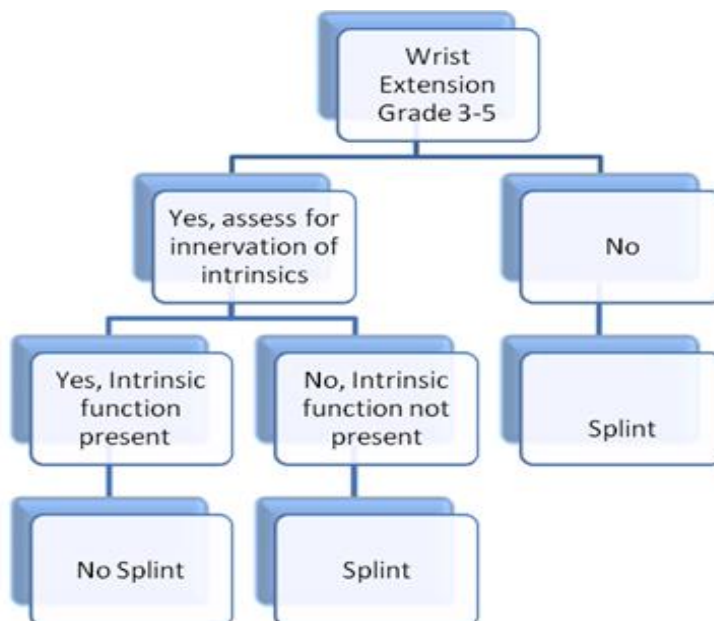 Wrist
Extension
Grade 3-5
Yes, assess for
innervation of
intrinsics
No
Yes, Intrinsic
function
present
No, Intrinsic
function not
present
Splint
No Splint
Splint